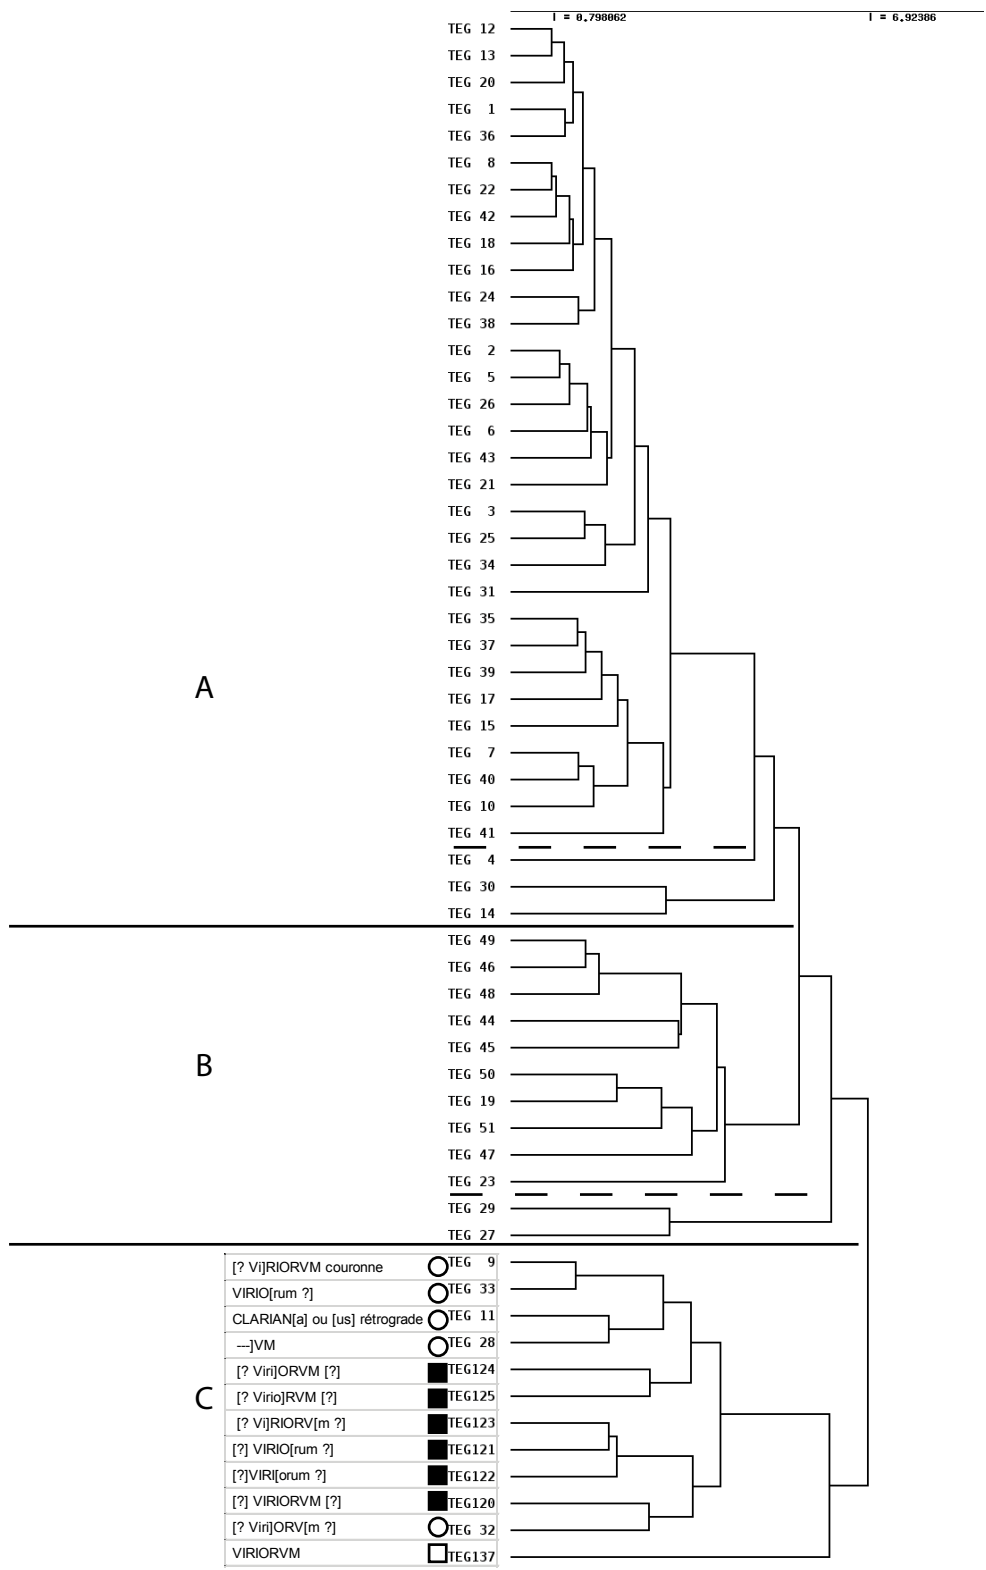 I = 0.798062 I = 6.92386
TEG 12
TEG 13
TEG 20
TEG 1
TEG 36
TEG 8
TEG 22
TEG 42
TEG 18
TEG 16
TEG 24
TEG 38
TEG 2
TEG 5
TEG 26
TEG 6
TEG 43
TEG 21
TEG 3
TEG 25
TEG 34
TEG 31
TEG 35
TEG 37
TEG 39
A
TEG 17
TEG 15
TEG 7
TEG 40
TEG 10
TEG 41
TEG 4
TEG 30
TEG 14
TEG 49
TEG 46
TEG 48
TEG 44
TEG 45
B
TEG 50
TEG 19
TEG 51
TEG 47
TEG 23
TEG 29
TEG 27
[? Vi]RIORVM couronne TEG 9
VIRIO[rum ?] TEG 33
CLARIAN[a] ou [us] rétrograde TEG 11
---]VM TEG 28
[? Viri]ORVM [?] TEG124
C
[? Virio]RVM [?] TEG125
[? Vi]RIORV[m ?] TEG123
[?] VIRIO[rum ?] TEG121
[?]VIRI[orum ?] TEG122
[?] VIRIORVM [?] TEG120
[? Viri]ORV[m ?] TEG 32
VIRIORVM TEG137